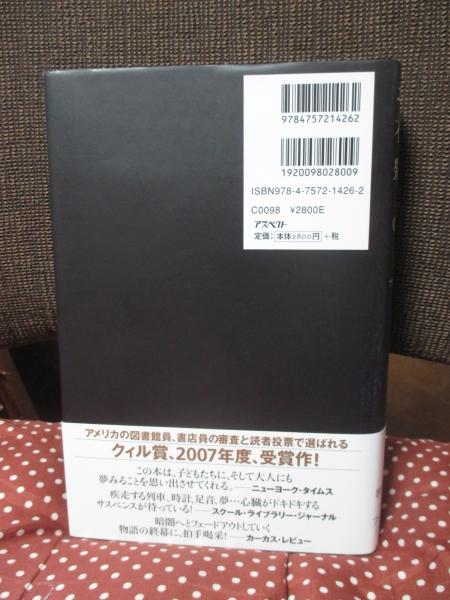 9784757214262
1920098028009
ISBN978-4-7572-1426-2
C0098 ¥2800E
アスペクト
定価:本体2800円+税
アメリカの図書館員、書店員の審査と読者投票で選ばれる
クィル賞、2007年度、受賞作!
この本は、子どもたちに、そして大人にも
夢みることを思い出させてくれる。──ニューヨーク・タイムス
疾走する列車、時計、足音、夢…心臓がドキドキする
サスペンスが待っている!──スクール・ライブラリー・ジャーナル
暗闇へとフェードアウトしていく
物語の終幕に、拍手喝采!──カーカス・レビュー